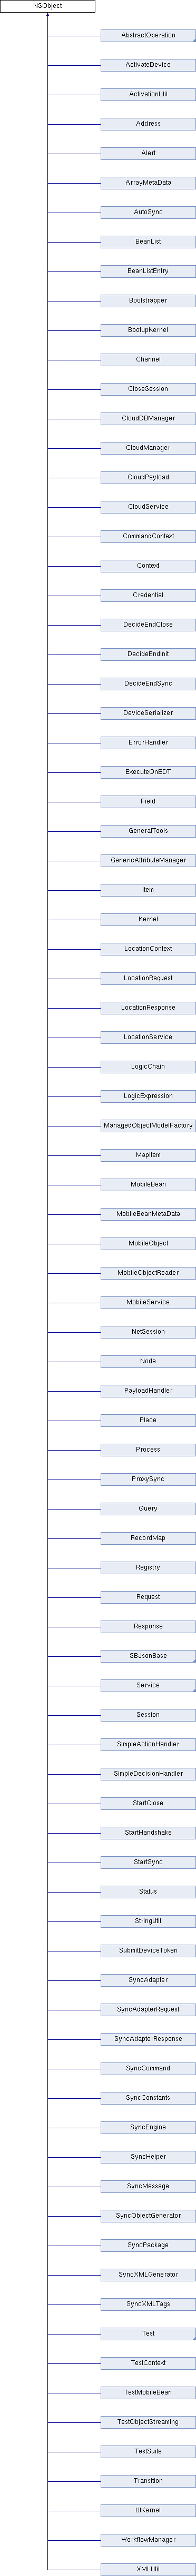 NSObject
AbstractOperation
ActivateDevice
ActivationUtil
Address
Alert
ArrayMetaData
AutoSync
BeanList
BeanListEntry
Bootstrapper
BootupKernel
Channel
CloseSession
CloudDBManager
CloudManager
CloudPayload
CloudService
CommandContext
Context
Credential
DecideEndClose
DecideEndInit
DecideEndSync
DeviceSerializer
ErrorHandler
ExecuteOnEDT
Field
GeneralTools
GenericAttributeManager
Item
Kernel
LocationContext
LocationRequest
LocationResponse
LocationService
LogicChain
LogicExpression
ManagedObjectModelFactory
MapItem
MobileBean
MobileBeanMetaData
MobileObject
MobileObjectReader
MobileService
NetSession
Node
PayloadHandler
Place
Process
ProxySync
Query
RecordMap
Registry
Request
Response
SBJsonBase
Service
Session
SimpleActionHandler
SimpleDecisionHandler
StartClose
StartHandshake
StartSync
Status
StringUtil
SubmitDeviceToken
SyncAdapter
SyncAdapterRequest
SyncAdapterResponse
SyncCommand
SyncConstants
SyncEngine
SyncHelper
SyncMessage
SyncObjectGenerator
SyncPackage
SyncXMLGenerator
SyncXMLTags
Test
TestContext
TestMobileBean
TestObjectStreaming
TestSuite
Transition
UIKernel
WorkflowManager
XMLUtil